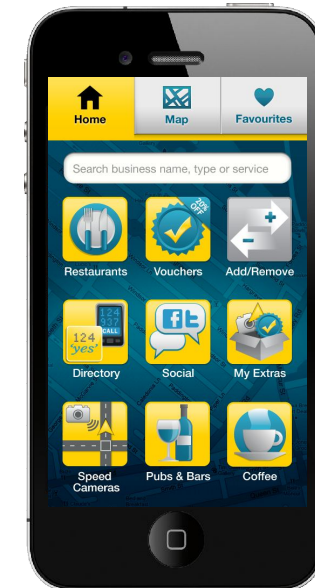 Home
Map
Favourites
Search business name, type or service
20%
OFF
Restaurants
Vouchers
Add/Remove
124
937
CALL
124
'yes'
f t
Directory
Social
My Extras
Speed
Cameras
Pubs & Bars
Coffee